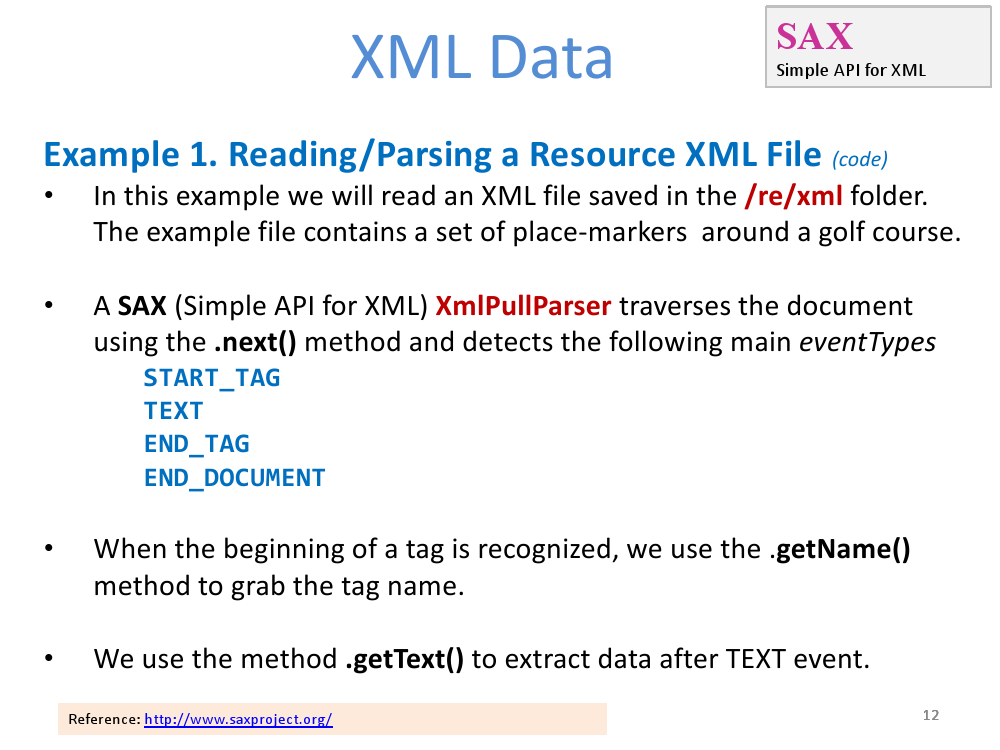 XML Data
SAX
Simple API for XML
Example 1. Reading/Parsing a Resource XML File (code)
• In this example we will read an XML file saved in the /re/xml folder.
The example file contains a set of place-markers around a golf course.
• A SAX (Simple API for XML) XmlPullParser traverses the document
using the .next() method and detects the following main eventTypes
START_TAG
TEXT
END_TAG
END_DOCUMENT
• When the beginning of a tag is recognized, we use the .getName()
method to grab the tag name.
• We use the method .getText() to extract data after TEXT event.
Reference: http://www.saxproject.org/
12